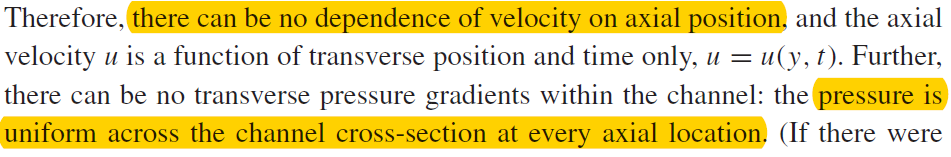 Therefore, there can be no dependence of velocity on axial position, and the axial
velocity u is a function of transverse position and time only, u = u(y, t). Further,
there can be no transverse pressure gradients within the channel: the pressure is
uniform across the channel cross-section at every axial location. (If there were